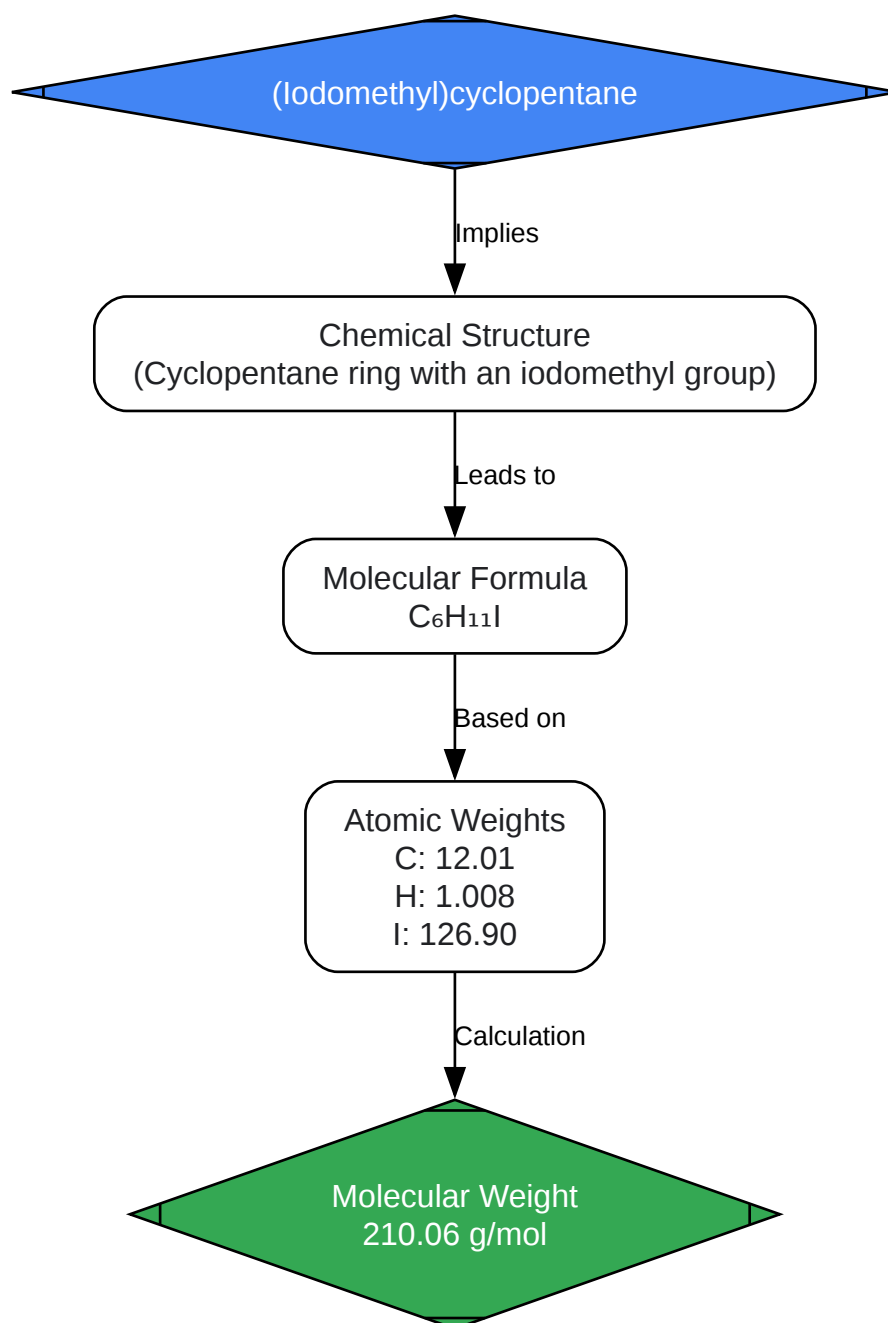 (Iodomethyl)cyclopentane
Implies
Chemical Structure
(Cyclopentane ring with an iodomethyl group)
Leads to
Molecular Formula
C₆H₁₁I
Based on
Atomic Weights
C: 12.01
H: 1.008
I: 126.90
Calculation
Molecular Weight
210.06 g/mol